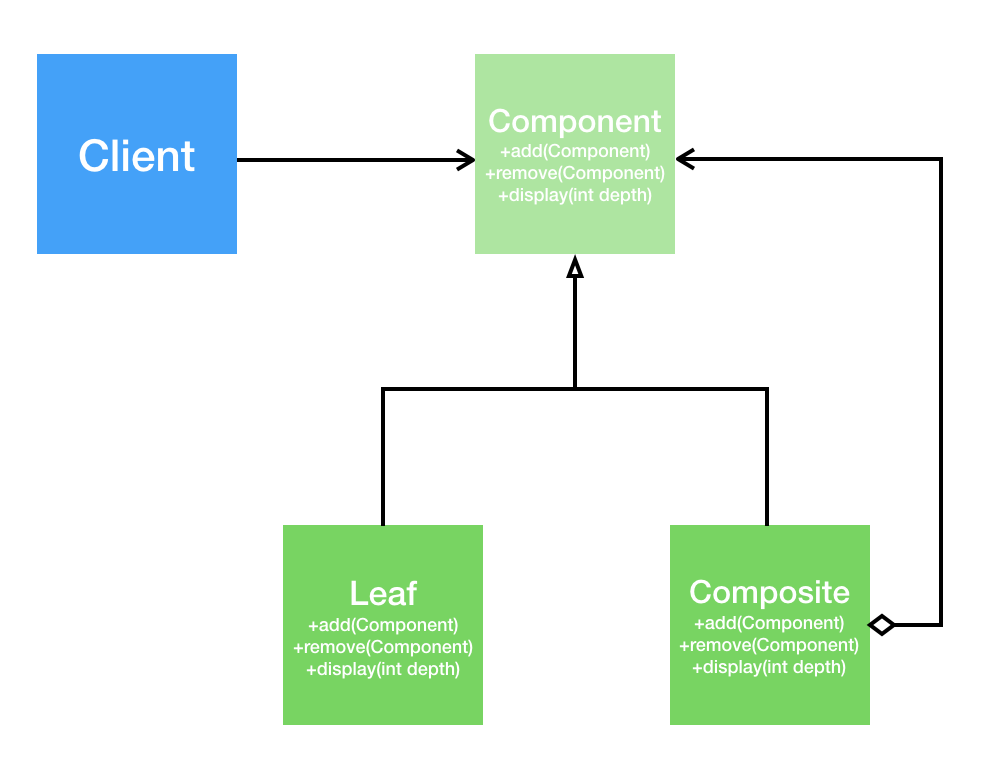 Client
Component
+add(Component)
+remove(Component)
+display(int depth)
Leaf
+add(Component)
+remove(Component)
+display(int depth)
Composite
+add(Component)
+remove(Component)
+display(int depth)